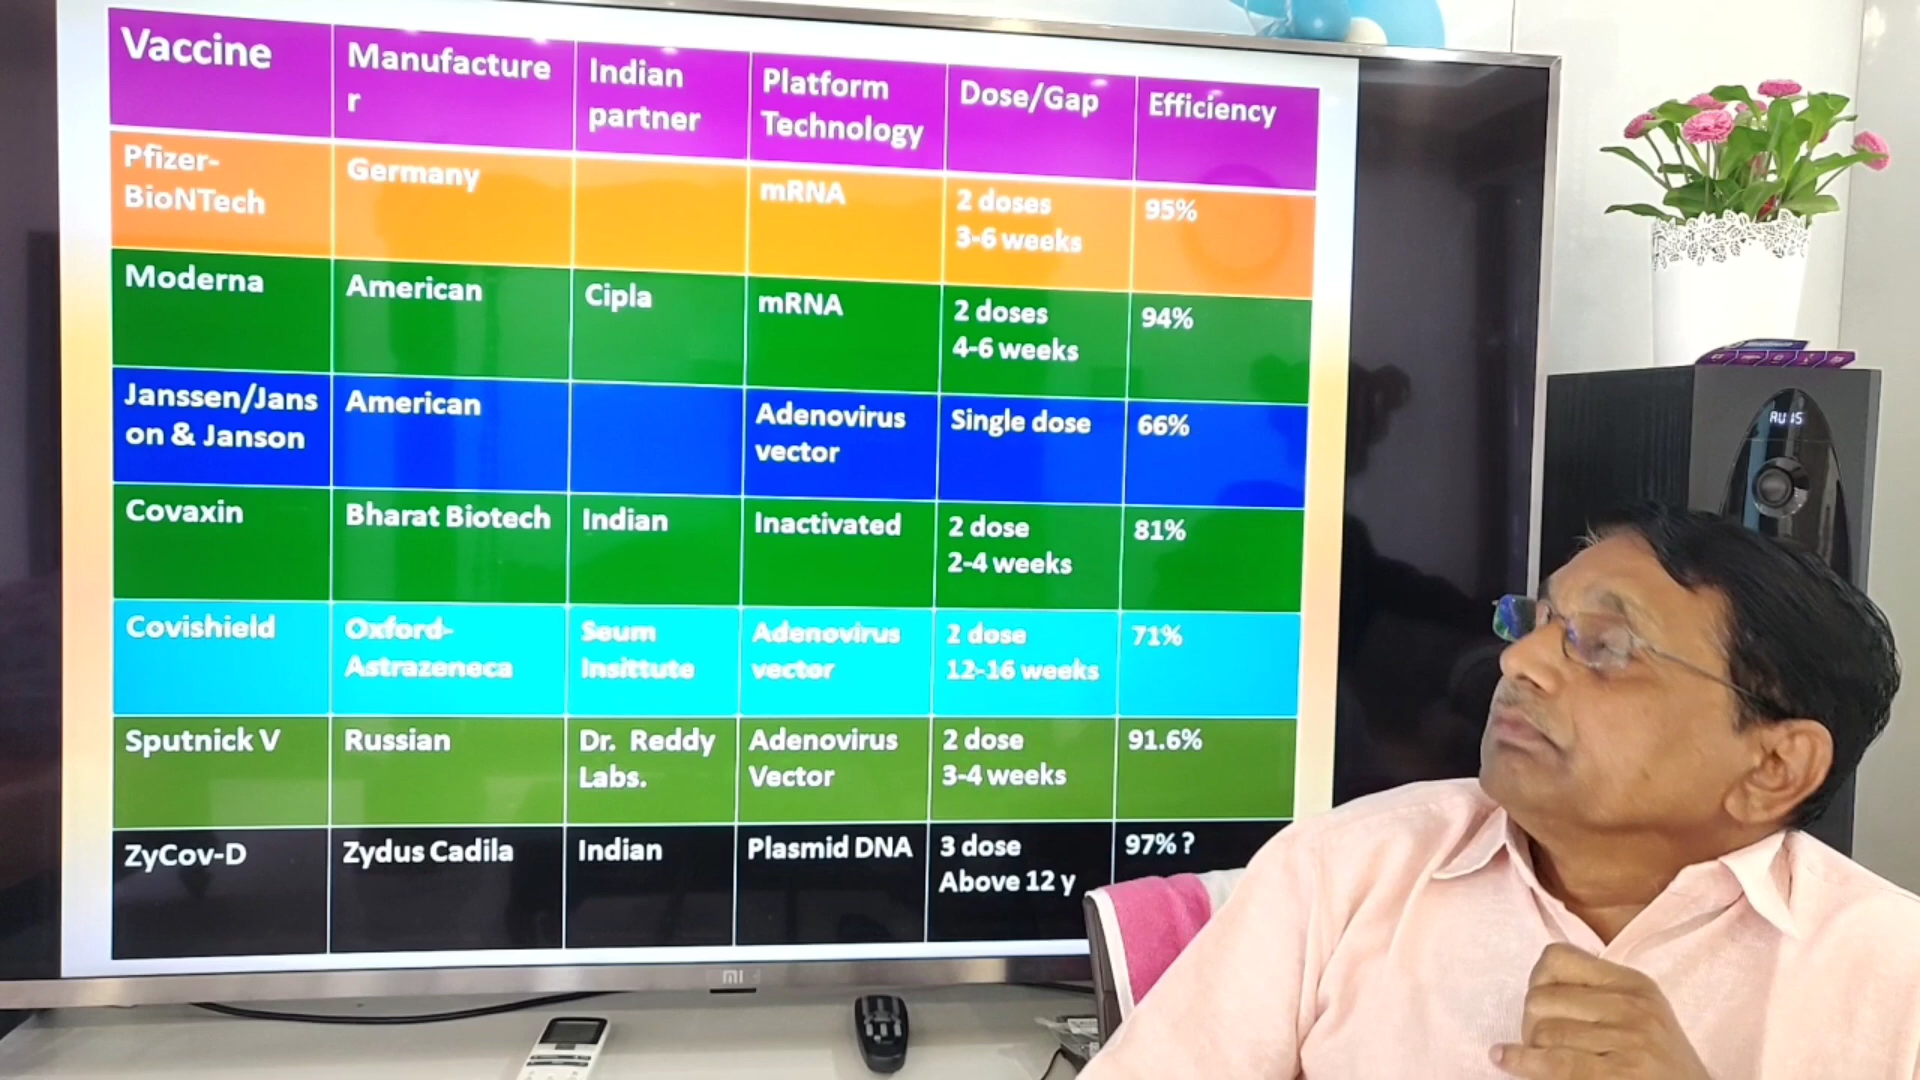 Vaccine
Manufacture
r
Indian
partner
Platform
Technology
Dose/Gap
Efficiency
Pfizer-
BioNTech
Germany
mRNA
2 doses
3-6 weeks
95%
Moderna
American
Cipla
mRNA
2 doses
4-6 weeks
94%
Janssen/Jans
on & Janson
American
Adenovirus
vector
Single dose
66%
Covaxin
Bharat Biotech
Indian
Inactivated
2 dose
2-4 weeks
81%
Covishield
Oxford-
Astrazeneca
Seum
Insittute
Adenovirus
vector
2 dose
12-16 weeks
71%
Sputnick V
Russian
Dr. Reddy
Labs.
Adenovirus
Vector
2 dose
3-4 weeks
91.6%
ZyCov-D
Zydus Cadila
Indian
Plasmid DNA
3 dose
Above 12 y
97% ?
mi